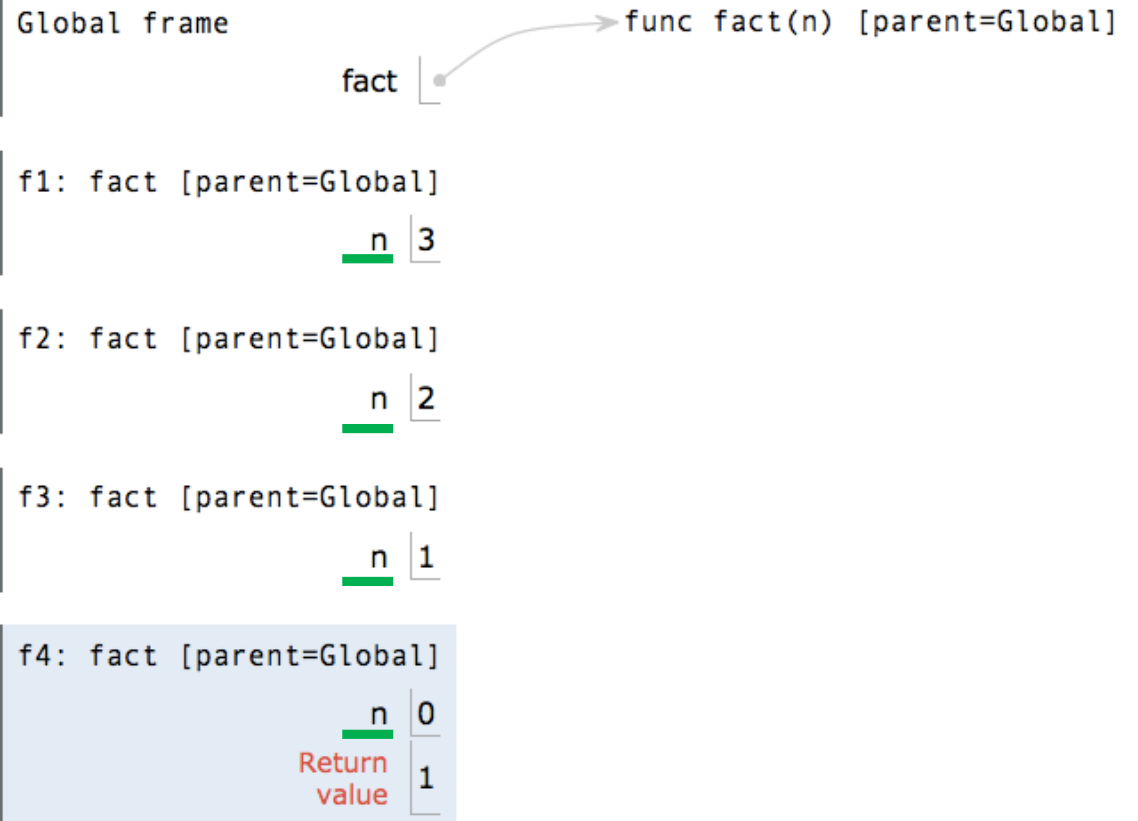 Global frame
func fact(n) [parent=Global]
fact
f1: fact [parent=Global]
n 3
f2: fact [parent=Global]
n 2
f3: fact [parent=Global]
n 1
f4: fact [parent=Global]
n 0
Return
value 1